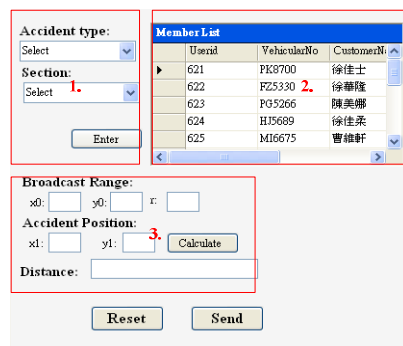 Accident type:
Select
Section:
Select
1.
Enter
Member List
Userid VehicularNo CustomerNa
621 PK8700 徐佳士
622 FZ5330 徐華隆
2.
623 PG5266 陳美娜
624 HJ5689 徐佳柔
625 MI6675 曹維軒
Broadcast Range:
x0: y0: r:
Accident Position:
3.
x1: y1: Calculate
Distance:
Reset Send